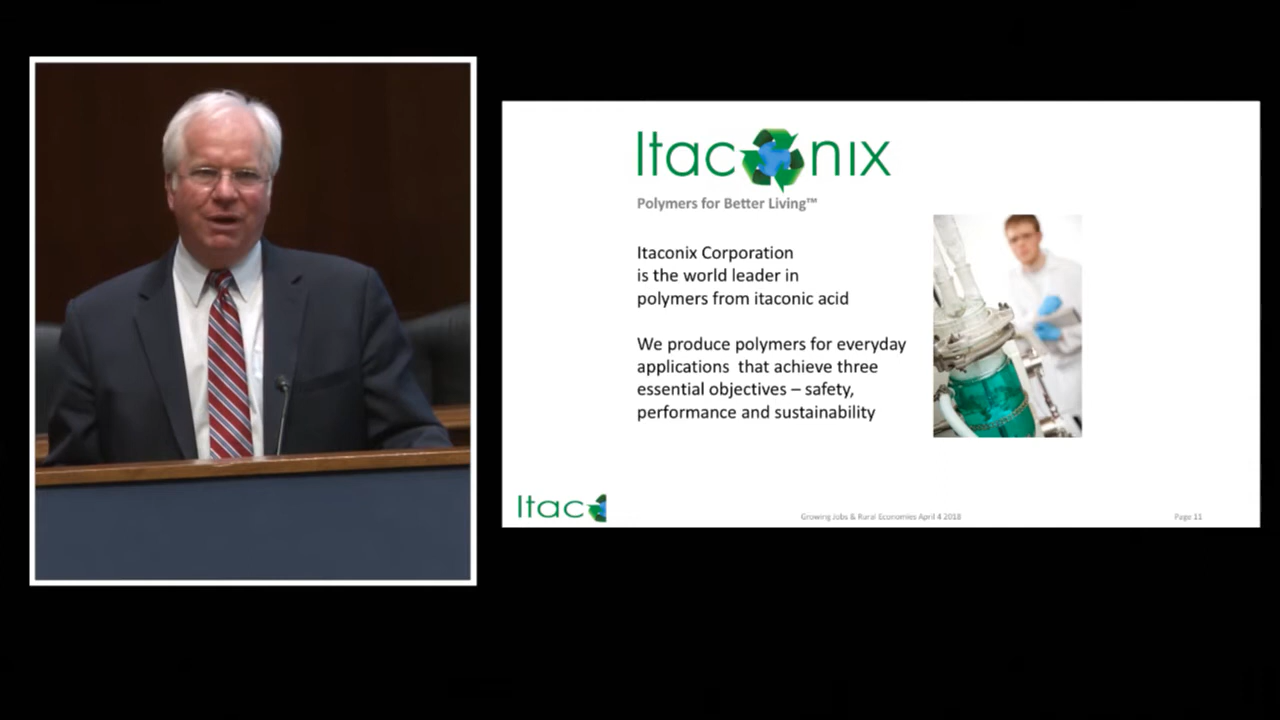 Itaconix
Polymers for Better Living™
Itaconix Corporation
is the world leader in
polymers from itaconic acid
We produce polymers for everyday
applications that achieve three
essential objectives – safety,
performance and sustainability
Itac
Growing Jobs & Rural Economies April 4 2018
Page 11